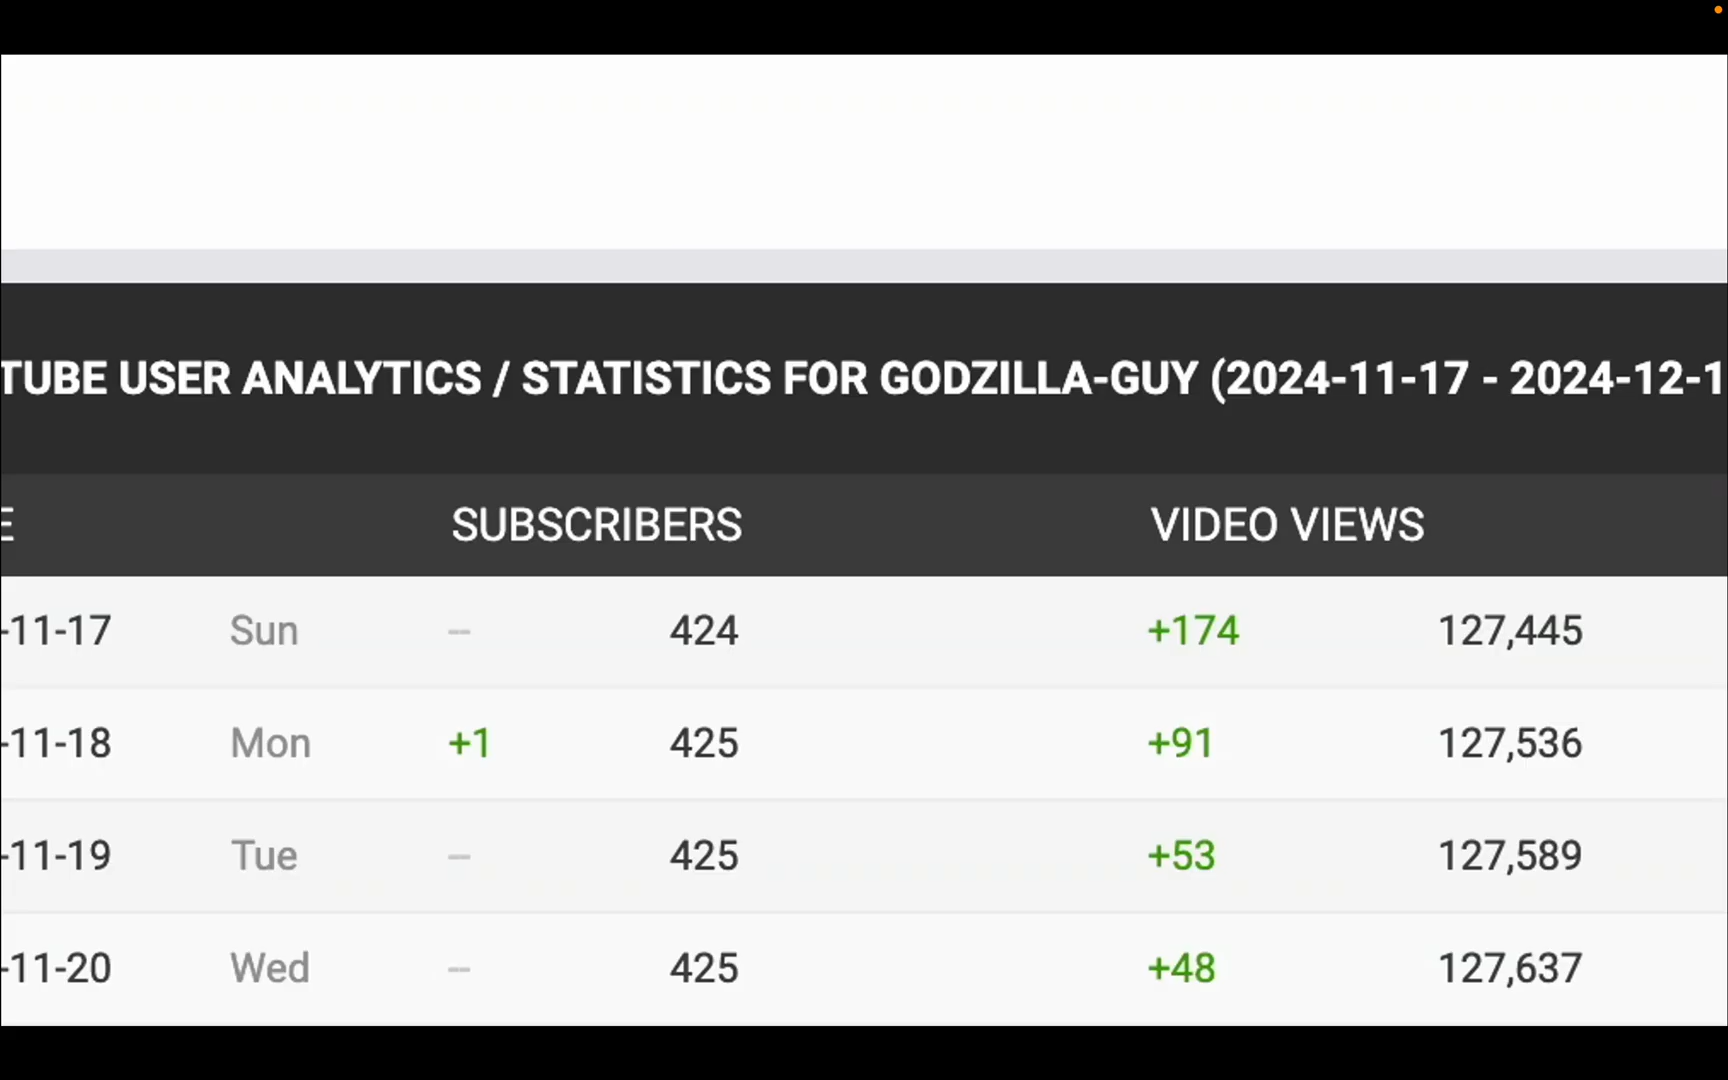 TUBE USER ANALYTICS / STATISTICS FOR GODZILLA-GUY (2024-11-17 - 2024-12-1
E SUBSCRIBERS VIDEO VIEWS
-11-17 Sun -- 424 +174 127,445
-11-18 Mon +1 425 +91 127,536
-11-19 Tue -- 425 +53 127,589
-11-20 Wed -- 425 +48 127,637